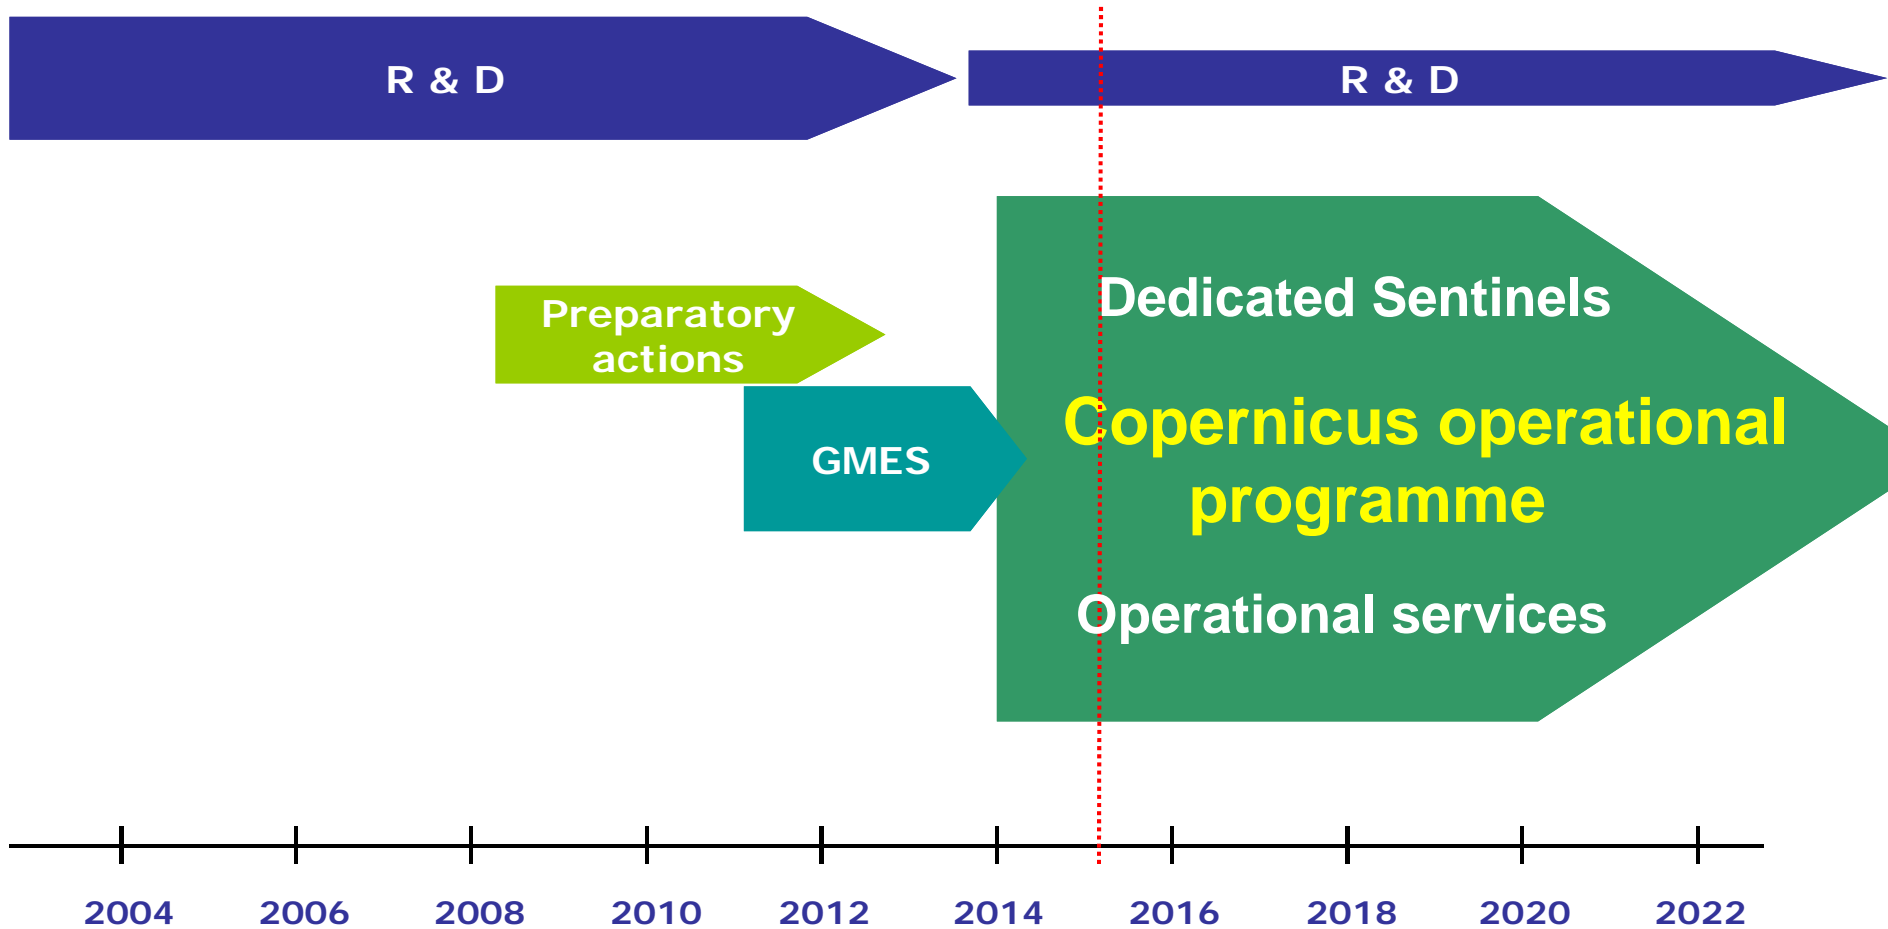 R & D
R & D
Dedicated Sentinels
Preparatory
actions
Copernicus operational
programme
GMES
Operational services
2004 2006 2008 2010 2012 2014 2016 2018 2020 2022